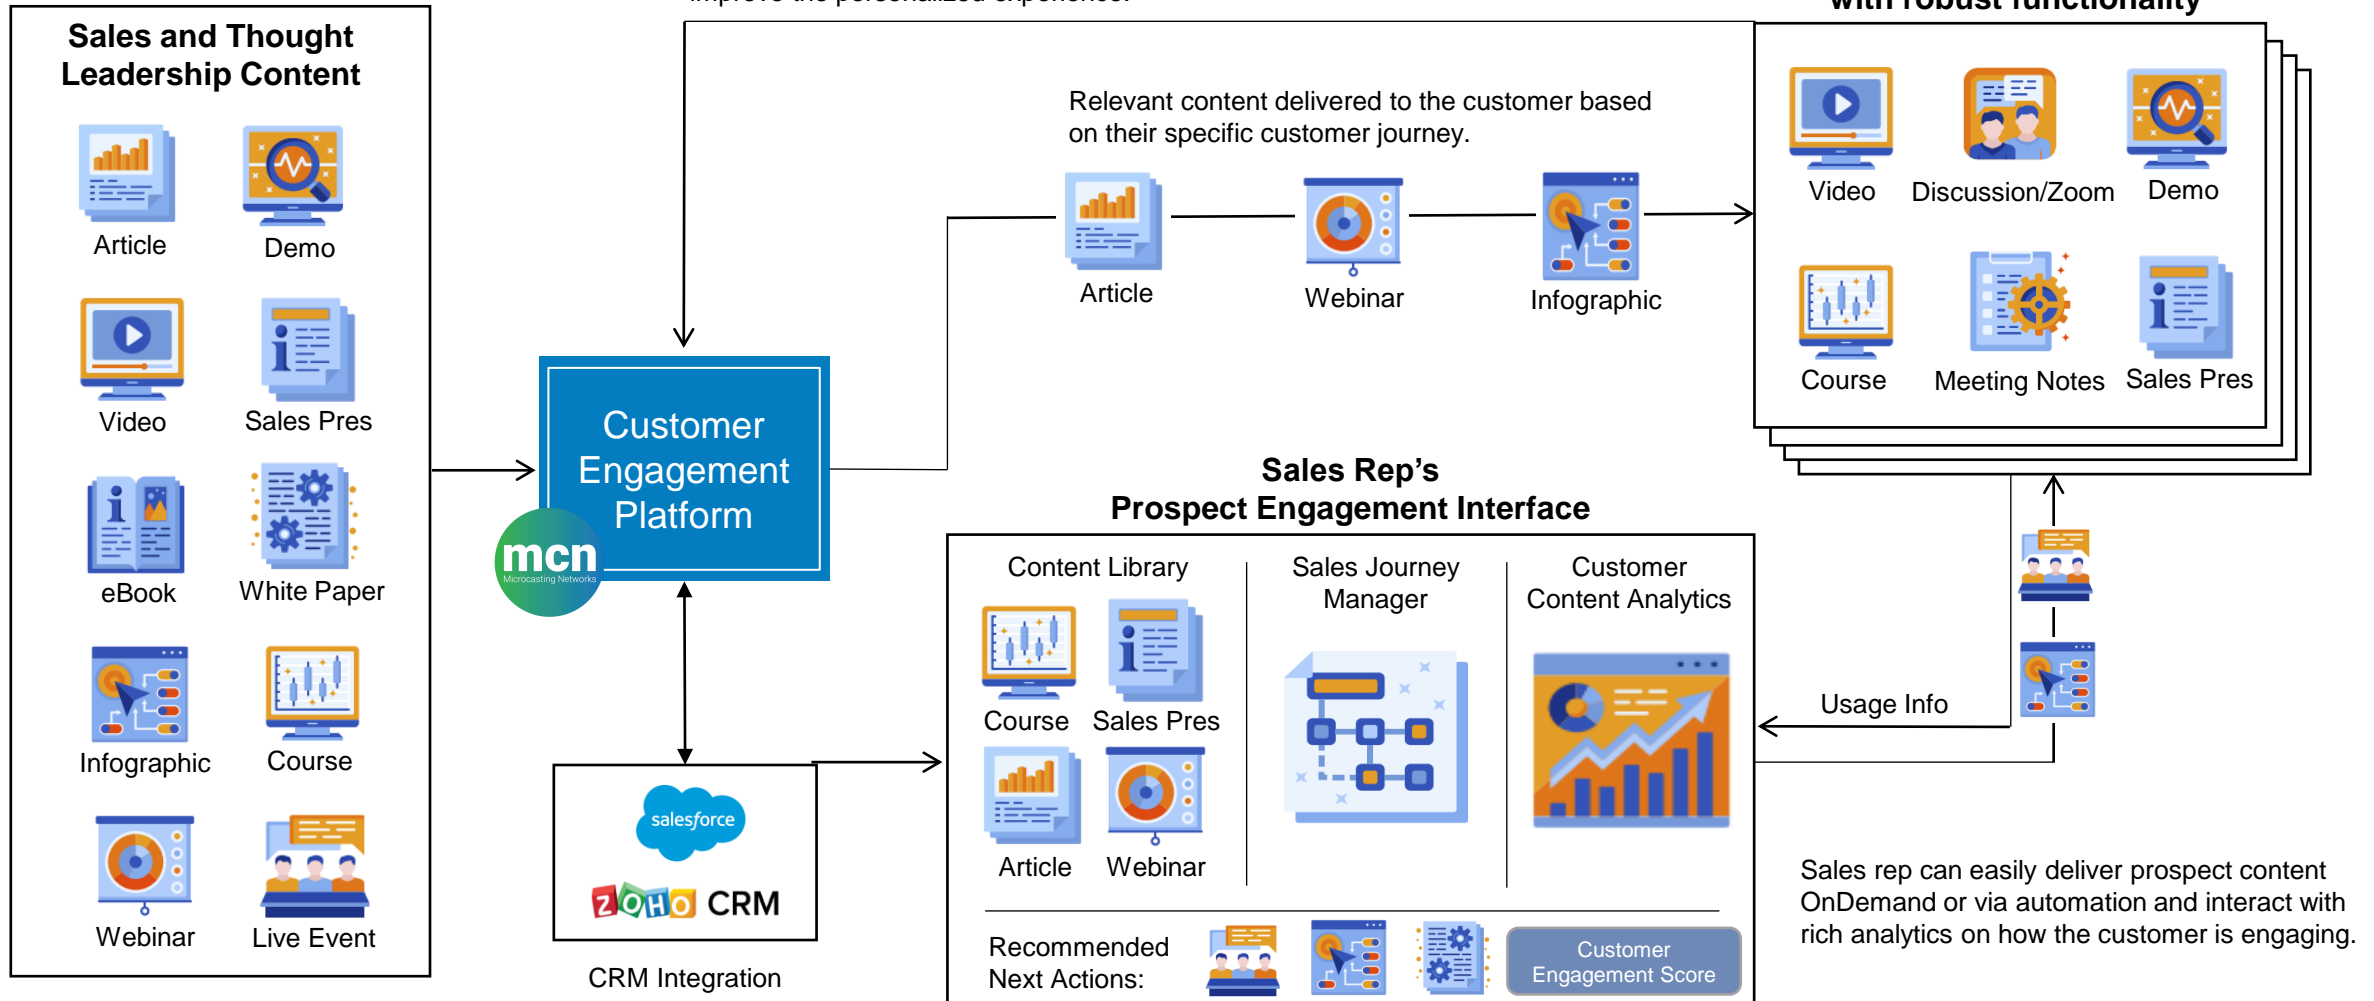 improve the personalized experience.
with robust functionality
Sales and Thought
Leadership Content
Article
Demo
Video
Sales Pres
eBook
White Paper
Infographic
Course
Webinar
Live Event
Relevant content delivered to the customer based
on their specific customer journey.
Article
Webinar
Infographic
Video
Discussion/Zoom
Demo
Course
Meeting Notes
Sales Pres
Customer
Engagement
Platform
mcn
Microcasting Networks
salesforce
ZOHO CRM
CRM Integration
Sales Rep’s
Prospect Engagement Interface
Content Library
Course
Sales Pres
Article
Webinar
Sales Journey
Manager
Customer
Content Analytics
Recommended
Next Actions:
Customer
Engagement Score
Usage Info
Sales rep can easily deliver prospect content
OnDemand or via automation and interact with
rich analytics on how the customer is engaging.